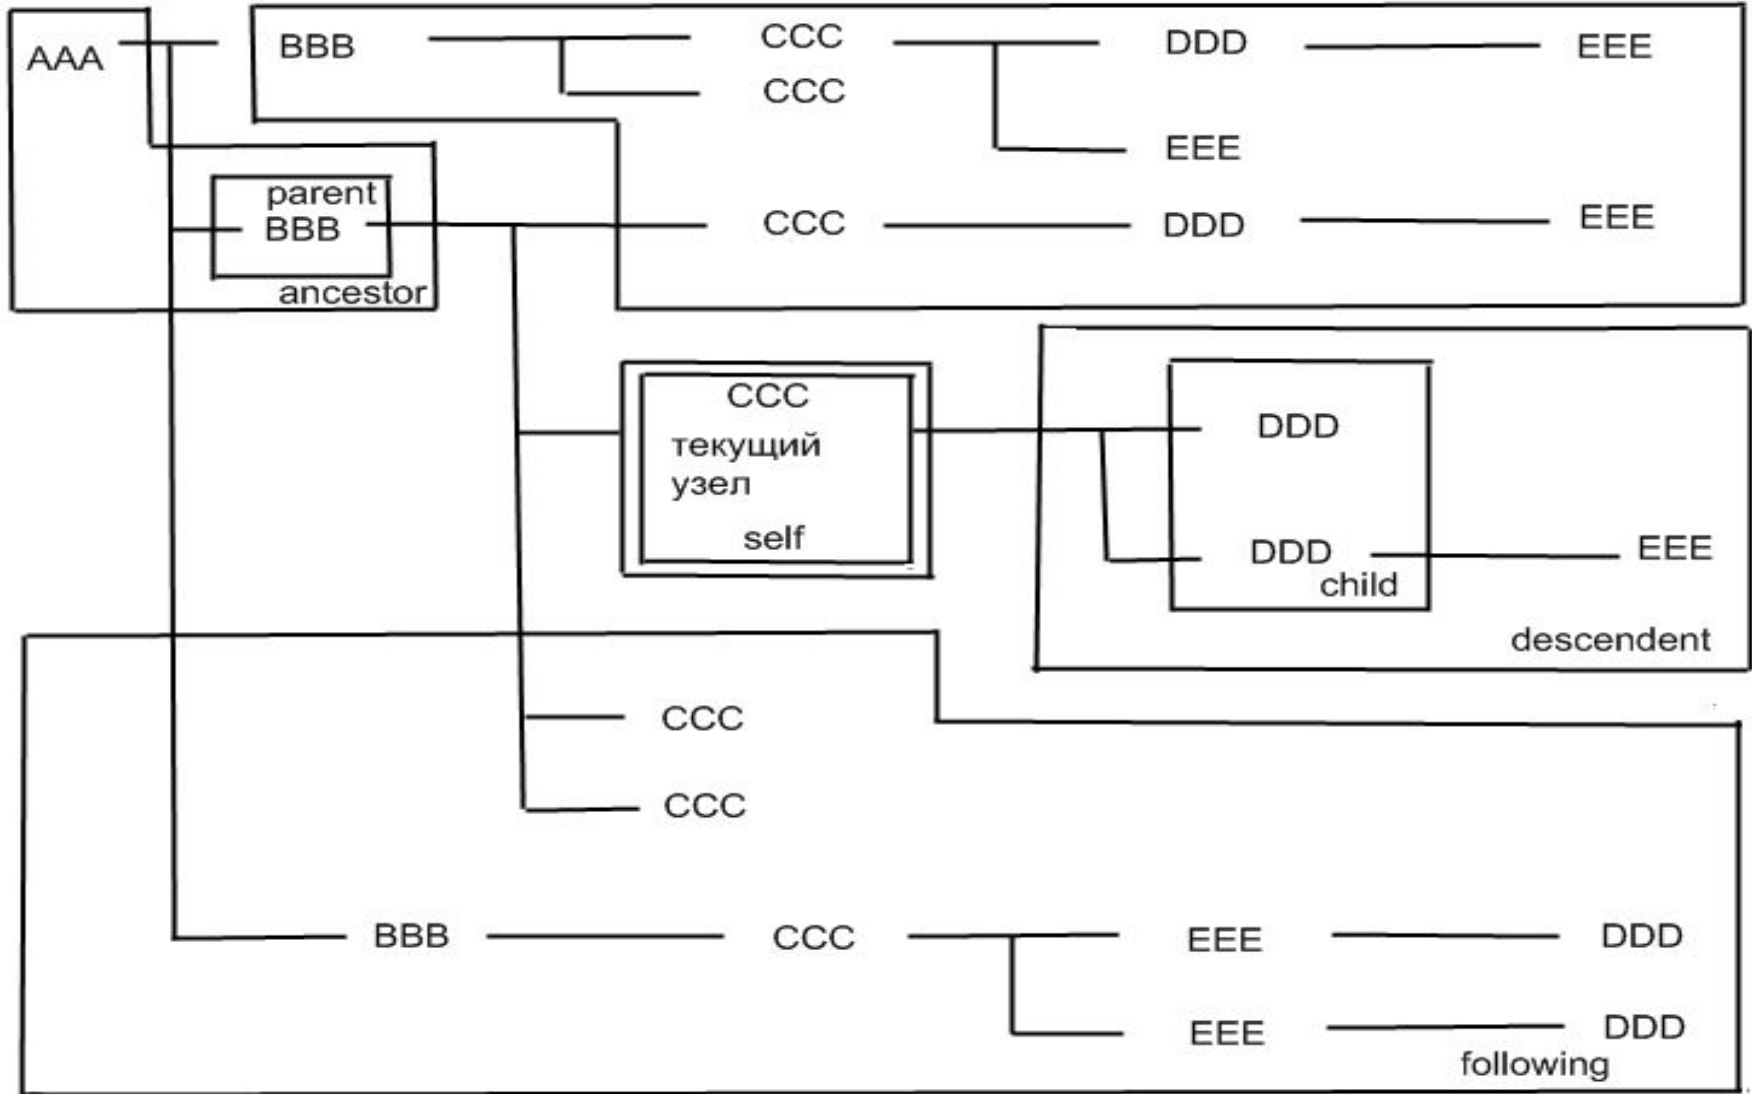 AAA BBB CCC DDD EEE
CCC
EEE
parent
BBB CCC DDD EEE
ancestor
CCC
текущий
узел
self
DDD
DDD EEE
child
descendent
CCC
CCC
BBB CCC EEE DDD
EEE DDD
following